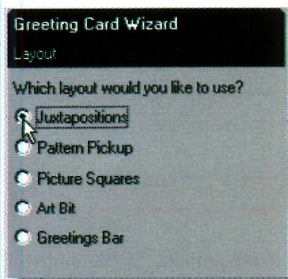 Greeting Card Wizard
Layout
Which layout would you like to use?
Juxtapositions
Pattern Pickup
Picture Squares
Art Bit
Greetings Bar